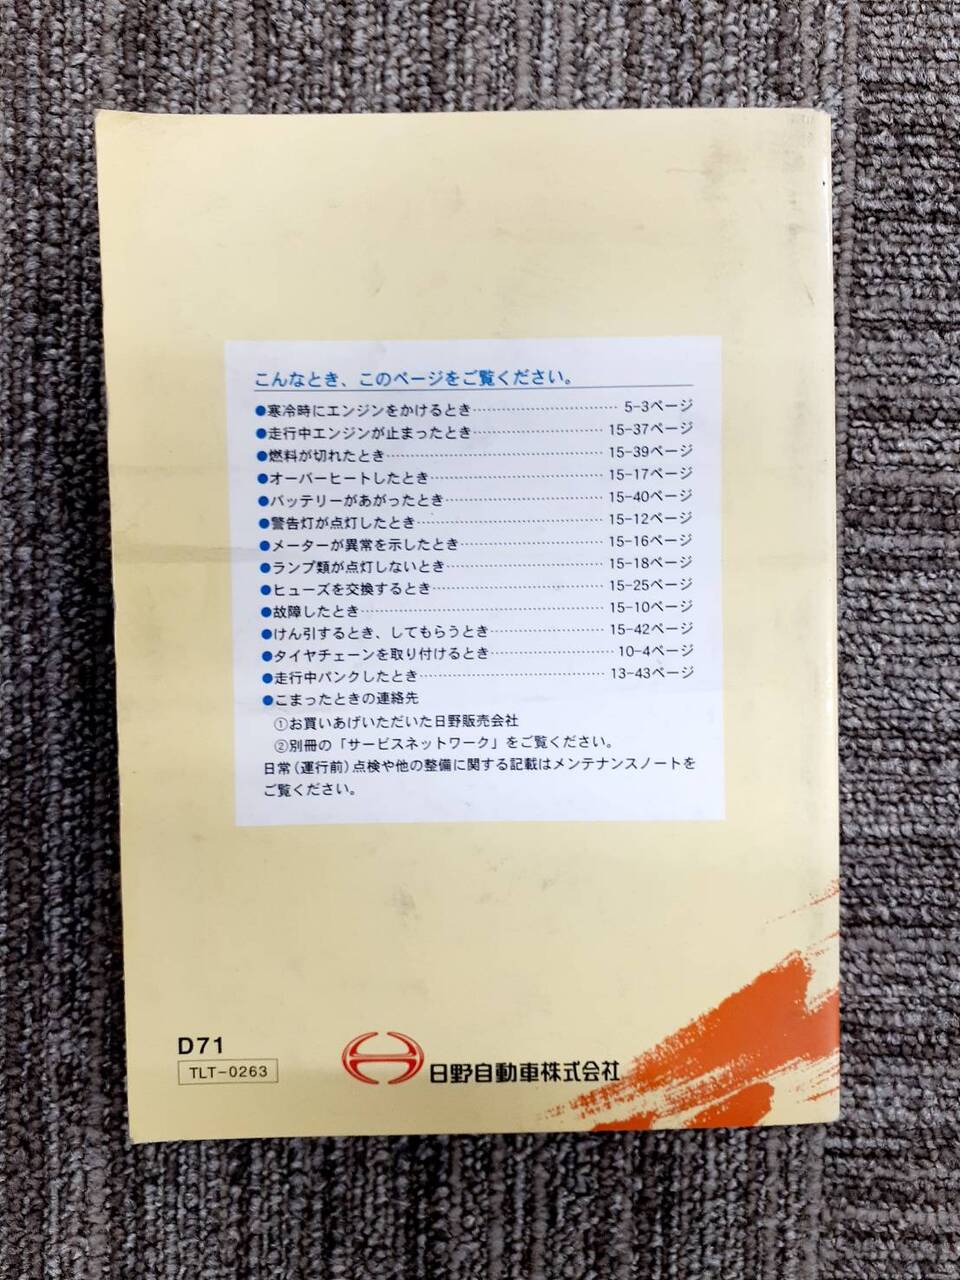 こんなとき、このページをご覧ください。
●寒冷時にエンジンをかけるとき………………… 5-3ページ
●走行中エンジンが止まったとき………………… 15-37ページ
●燃料が切れたとき………………………………… 15-39ページ
●オーバーヒートしたとき………………………… 15-17ページ
●バッテリーがあがったとき……………………… 15-40ページ
●警告灯が点灯したとき…………………………… 15-12ページ
●メーターが異常を示したとき…………………… 15-16ページ
●ランプ類が点灯しないとき……………………… 15-18ページ
●ヒューズを交換するとき………………………… 15-25ページ
●故障したとき……………………………………… 15-10ページ
●けん引するとき、してもらうとき……………… 15-42ページ
●タイヤチェーンを取り付けるとき……………… 10-4ページ
●走行中パンクしたとき…………………………… 13-43ページ
●こまったときの連絡先
①お買いあげいただいた日野販売会社
②別冊の「サービスネットワーク」をご覧ください。
日常(運行前)点検や他の整備に関する記載はメンテナンスノートを
ご覧ください。
D71
TLT-0263
日野自動車株式会社